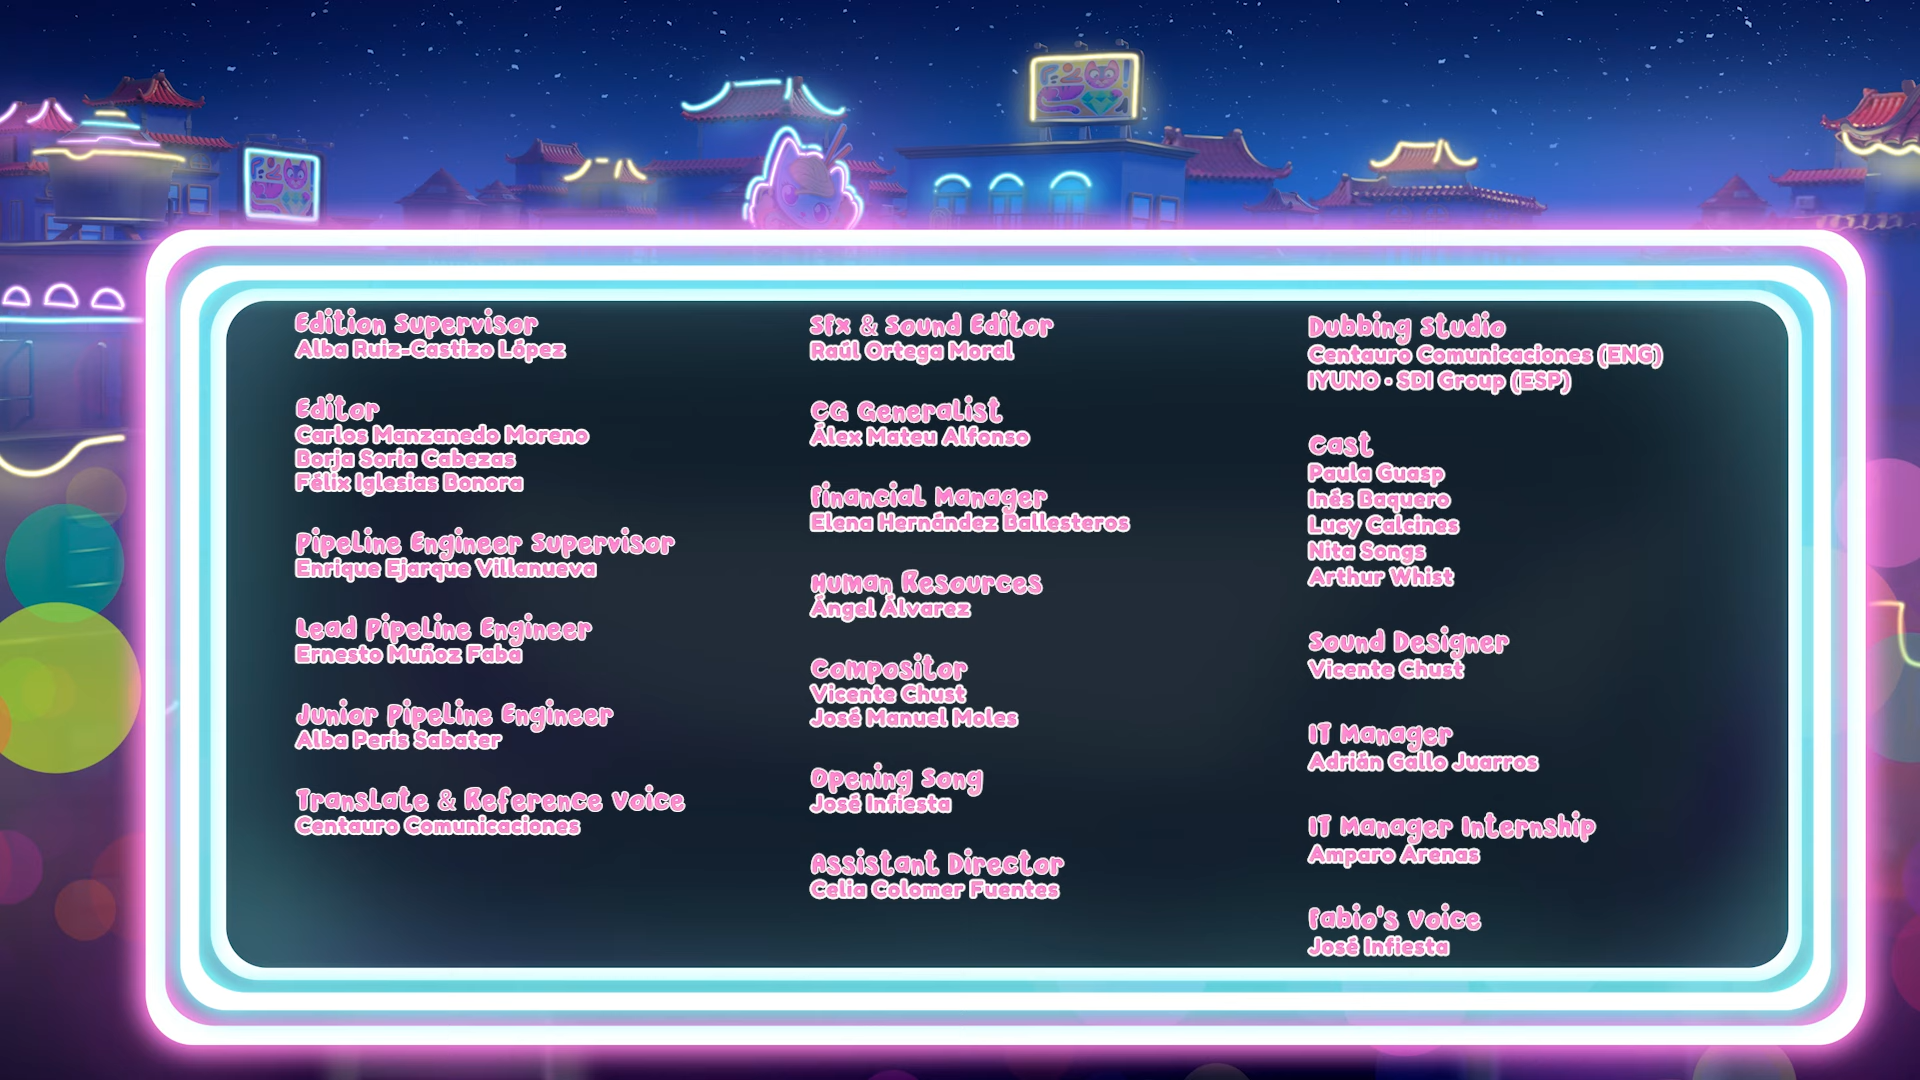 Edition Supervisor
Alba Ruiz-Castizo López
Editor
Carlos Manzanedo Moreno
Borja Soria Cabezas
Félix Iglesias Bonora
Pipeline Engineer Supervisor
Enrique Ejarque Villanueva
Lead Pipeline Engineer
Ernesto Muñoz Faba
Junior Pipeline Engineer
Alba Peris Sabater
Translate & Reference Voice
Centauro Comunicaciones
Sfx & Sound Editor
Raúl Ortega Moral
CG Generalist
Álex Mateu Alfonso
Financial Manager
Elena Hernández Ballesteros
Human Resources
Ángel Álvarez
Compositor
Vicente Chust
José Manuel Moles
Opening Song
José Infiesta
Assistant Director
Celia Colomer Fuentes
Dubbing Studio
Centauro Comunicaciones (ENG)
IYUNO · SDI Group (ESP)
Cast
Paula Guasp
Inés Baquero
Lucy Calcines
Nita Songs
Arthur Whist
Sound Designer
Vicente Chust
IT Manager
Adrián Gallo Juarros
IT Manager Internship
Amparo Arenas
Fabio's Voice
José Infiesta